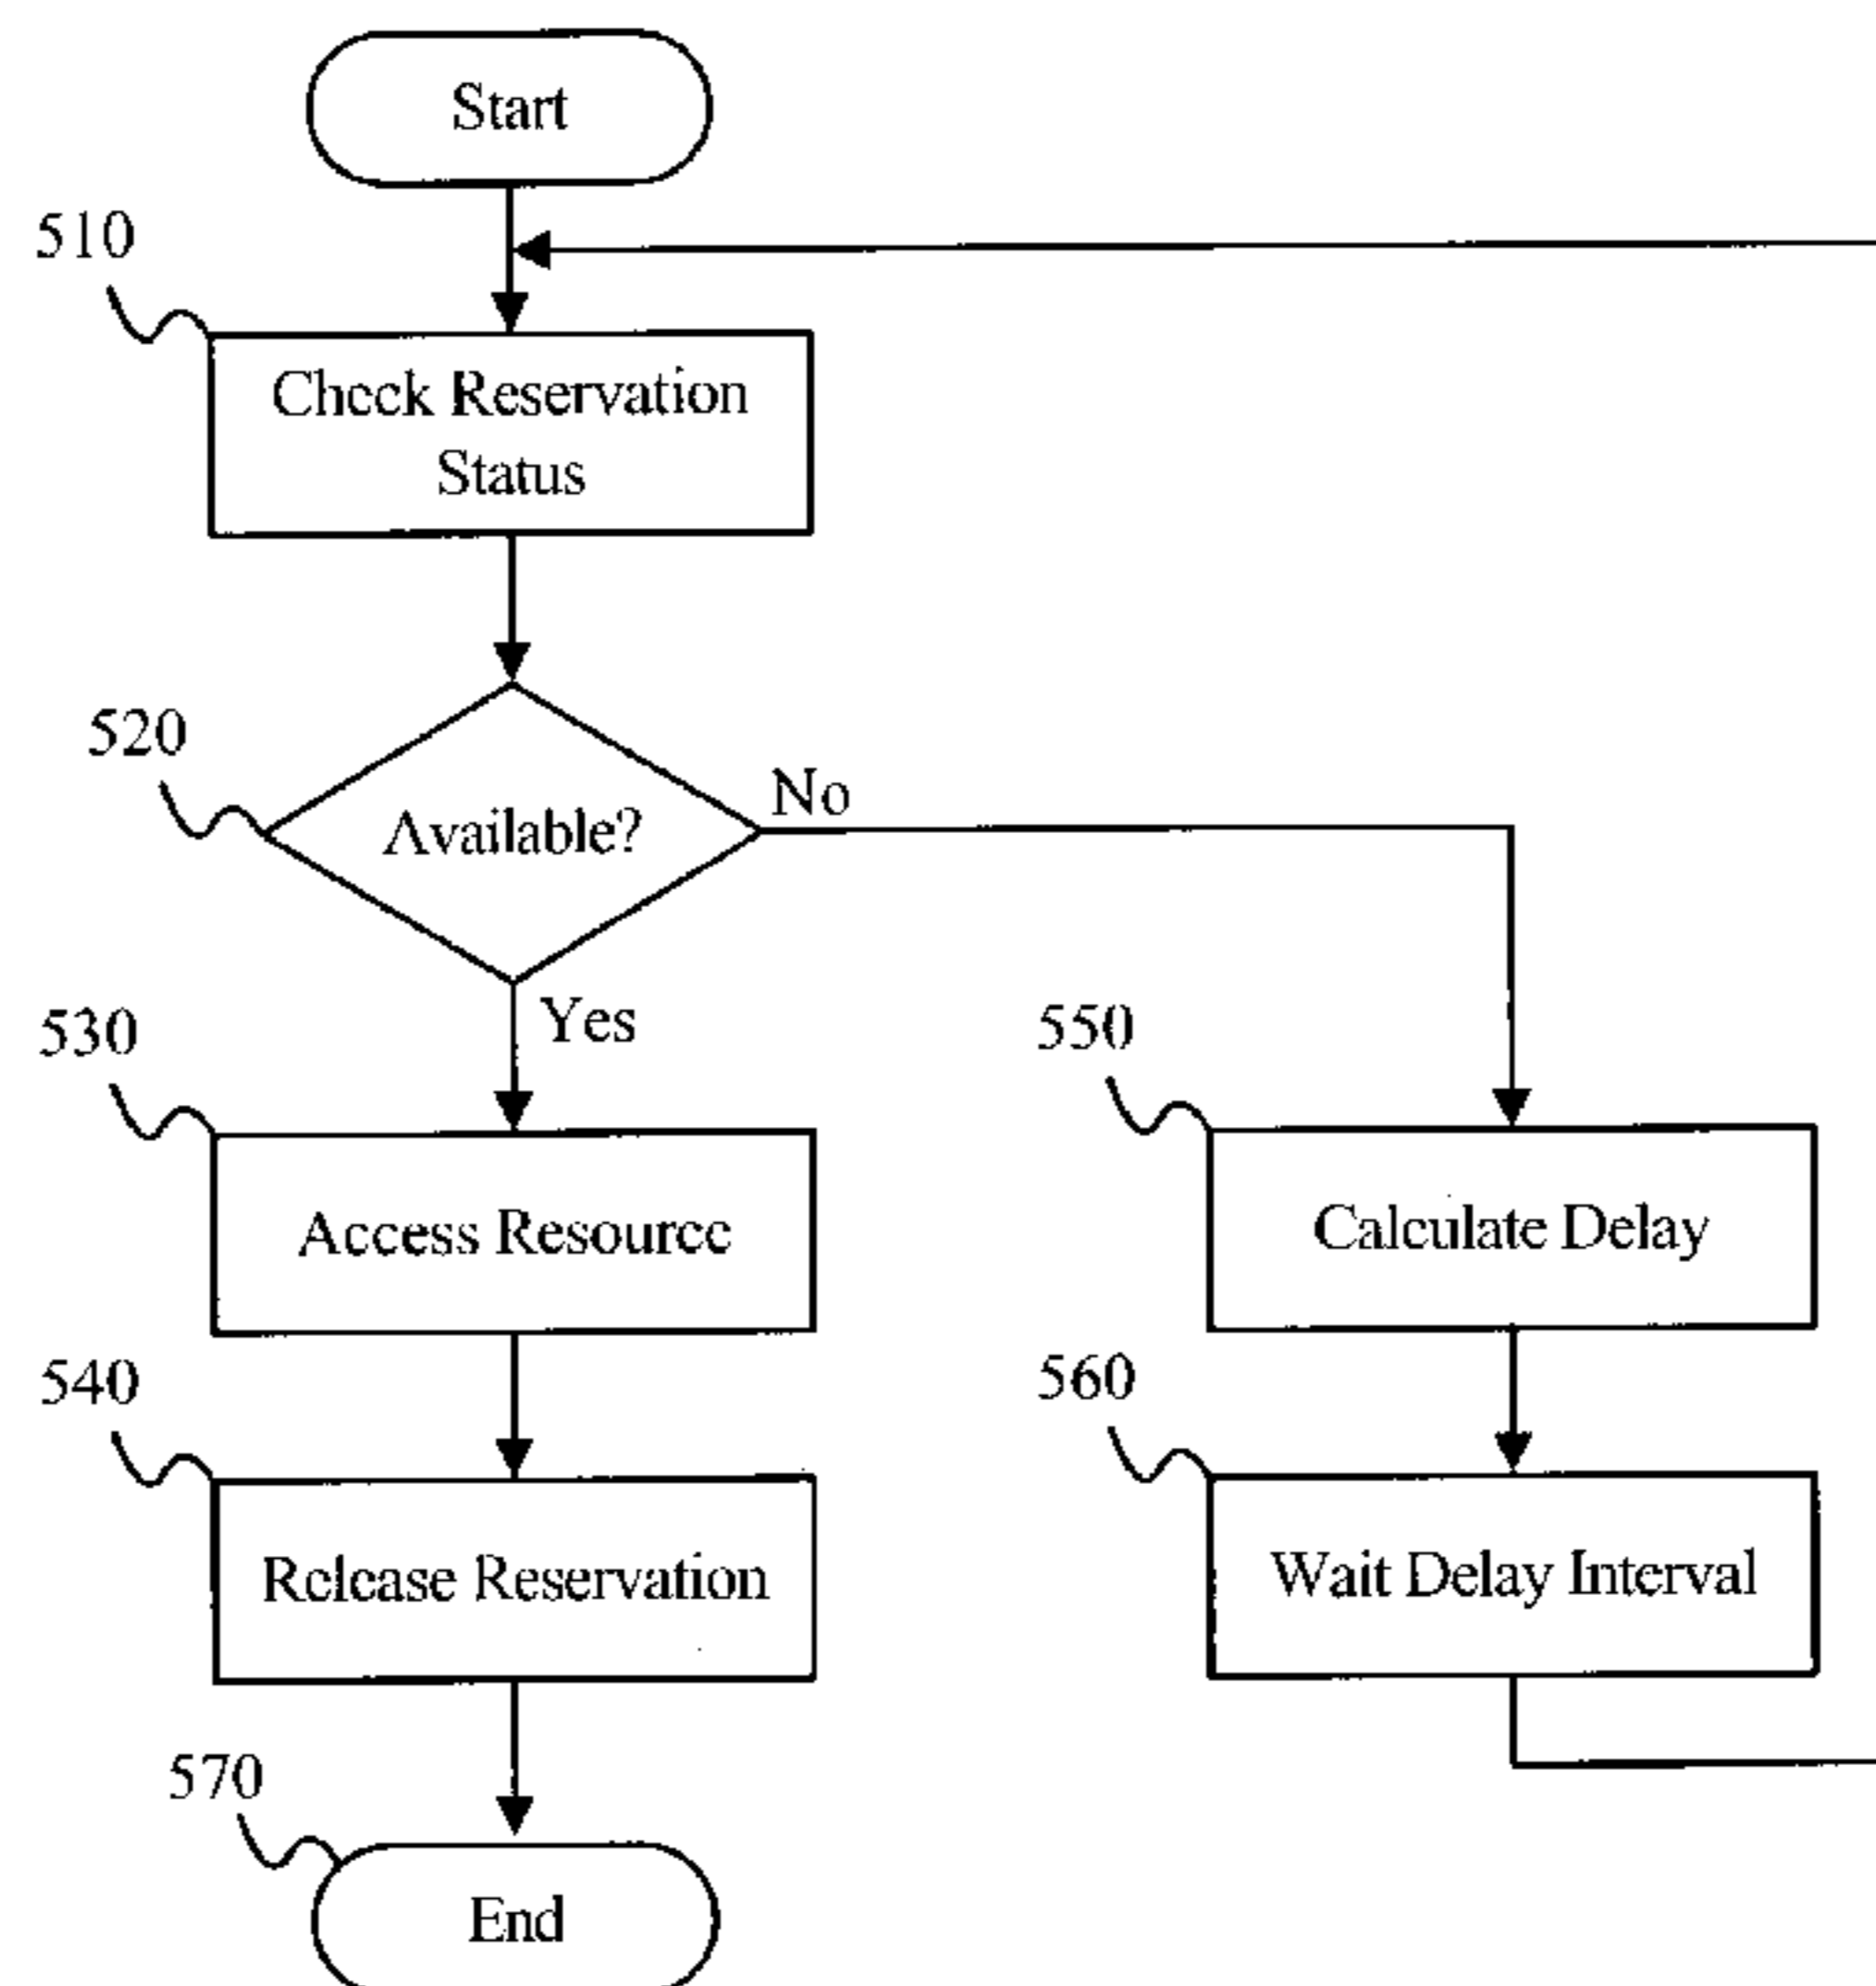 Start
510
Check Reservation
Status
520
Available?
No
Yes
530
Access Resource
550
Calculate Delay
540
Release Reservation
560
Wait Delay Interval
570
End